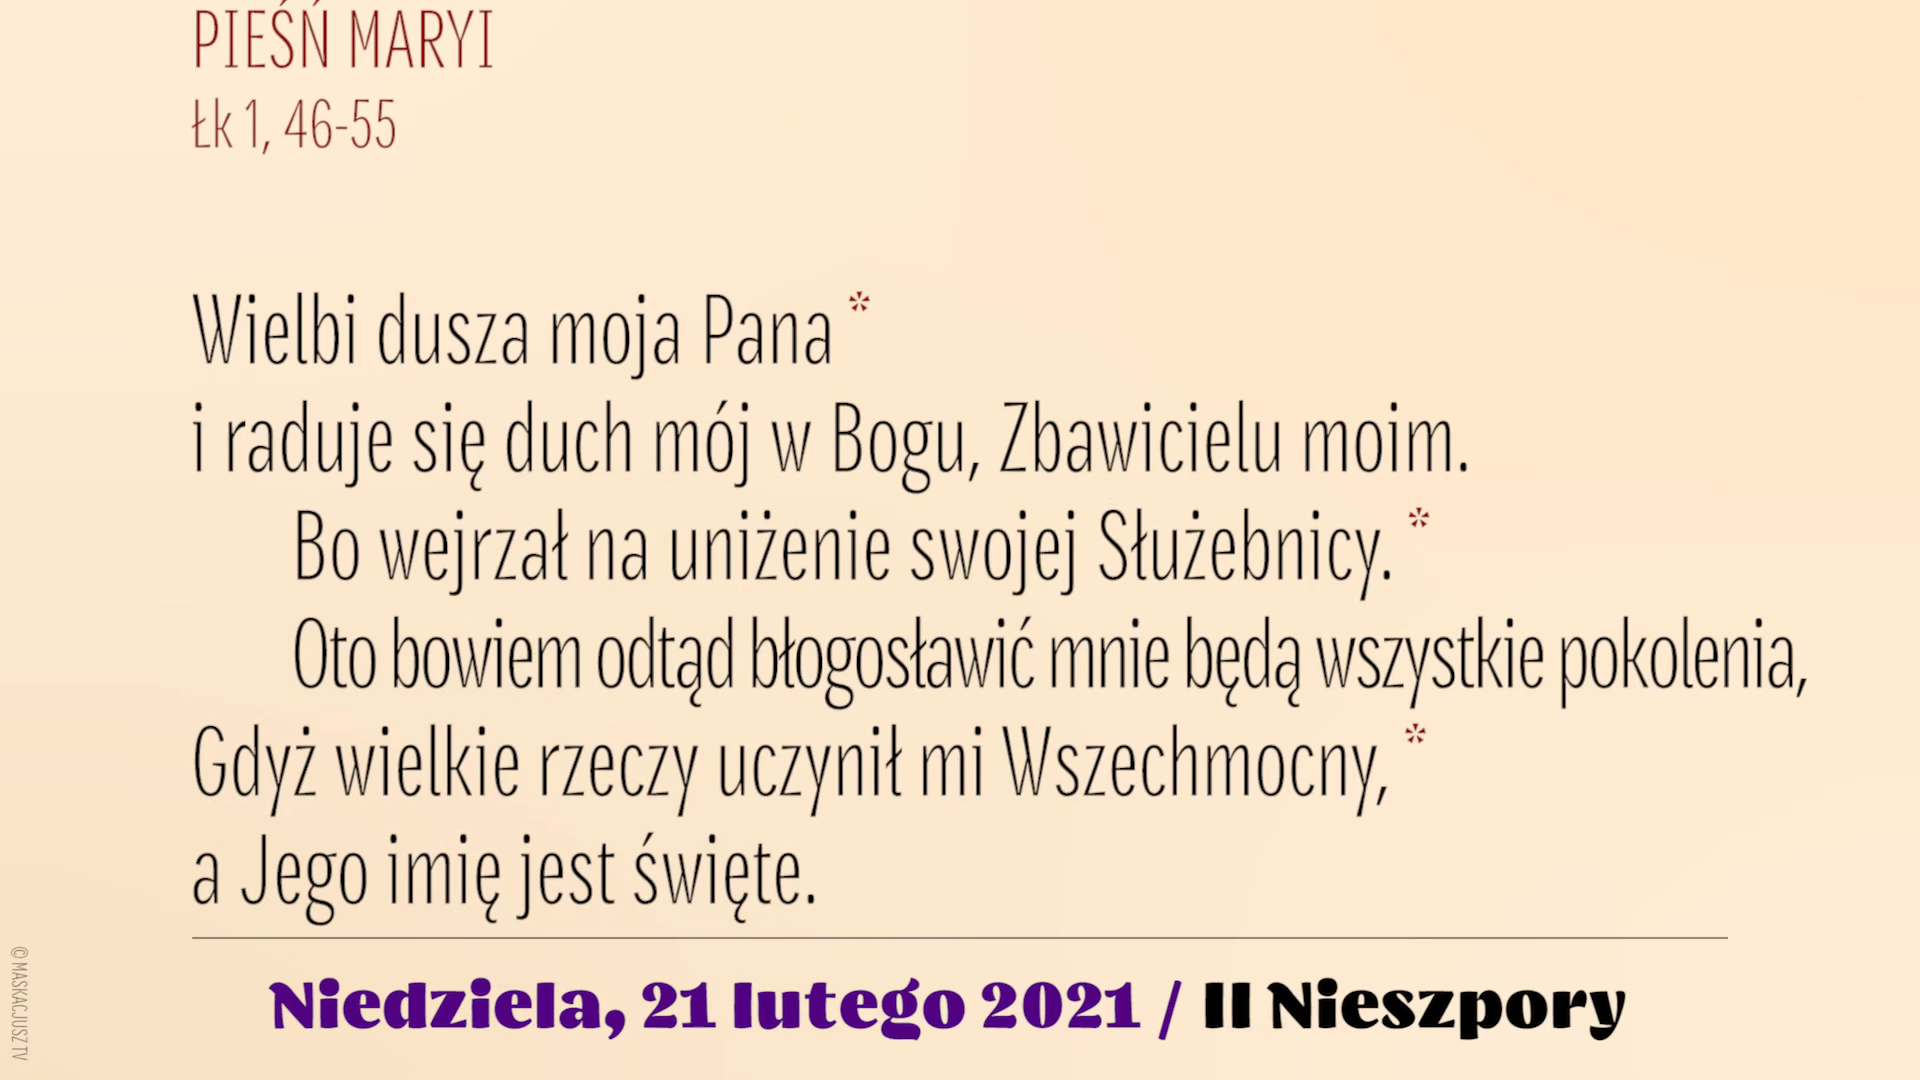 PIEŚŃ MARYI
Łk 1, 46-55
Wielbi dusza moja Pana *
i raduje się duch mój w Bogu, Zbawicielu moim.
Bo wejrzał na uniżenie swojej Służebnicy. *
Oto bowiem odtąd błogosławić mnie będą wszystkie pokolenia,
Gdyż wielkie rzeczy uczynił mi Wszechmocny, *
a Jego imię jest święte.
Niedziela, 21 lutego 2021 / II Nieszpory
© MASKACJUSZ TV